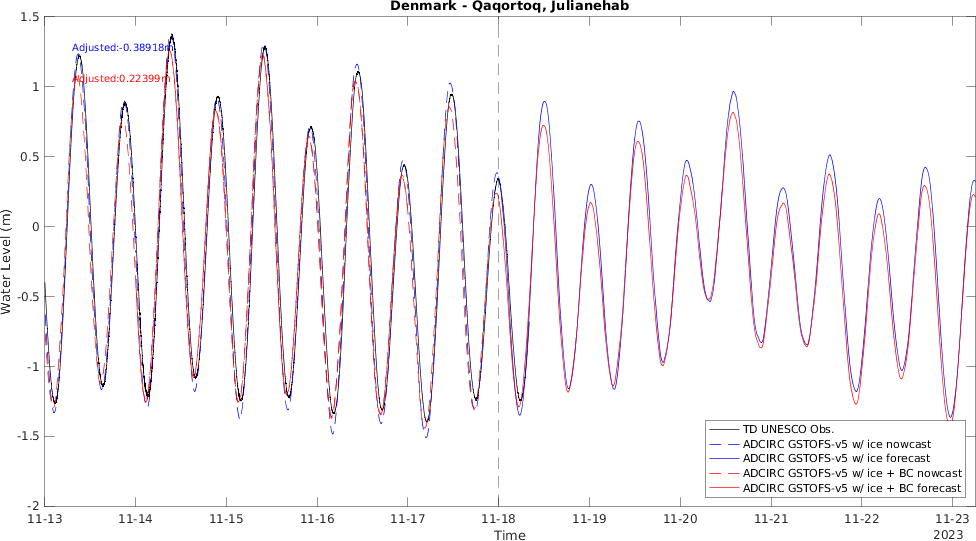 Denmark - Qaqortoq, Julianehab
Adjusted:-0.38918m
Adjusted:0.22399m
Water Level (m)
1.5
1
0.5
0
-0.5
-1
-1.5
-2
TD UNESCO Obs.
ADCIRC GSTOFS-v5 w/ ice nowcast
ADCIRC GSTOFS-v5 w/ ice forecast
ADCIRC GSTOFS-v5 w/ ice + BC nowcast
ADCIRC GSTOFS-v5 w/ ice + BC forecast
11-13 11-14 11-15 11-16 11-17 11-18 11-19 11-20 11-21 11-22 11-23
Time
2023